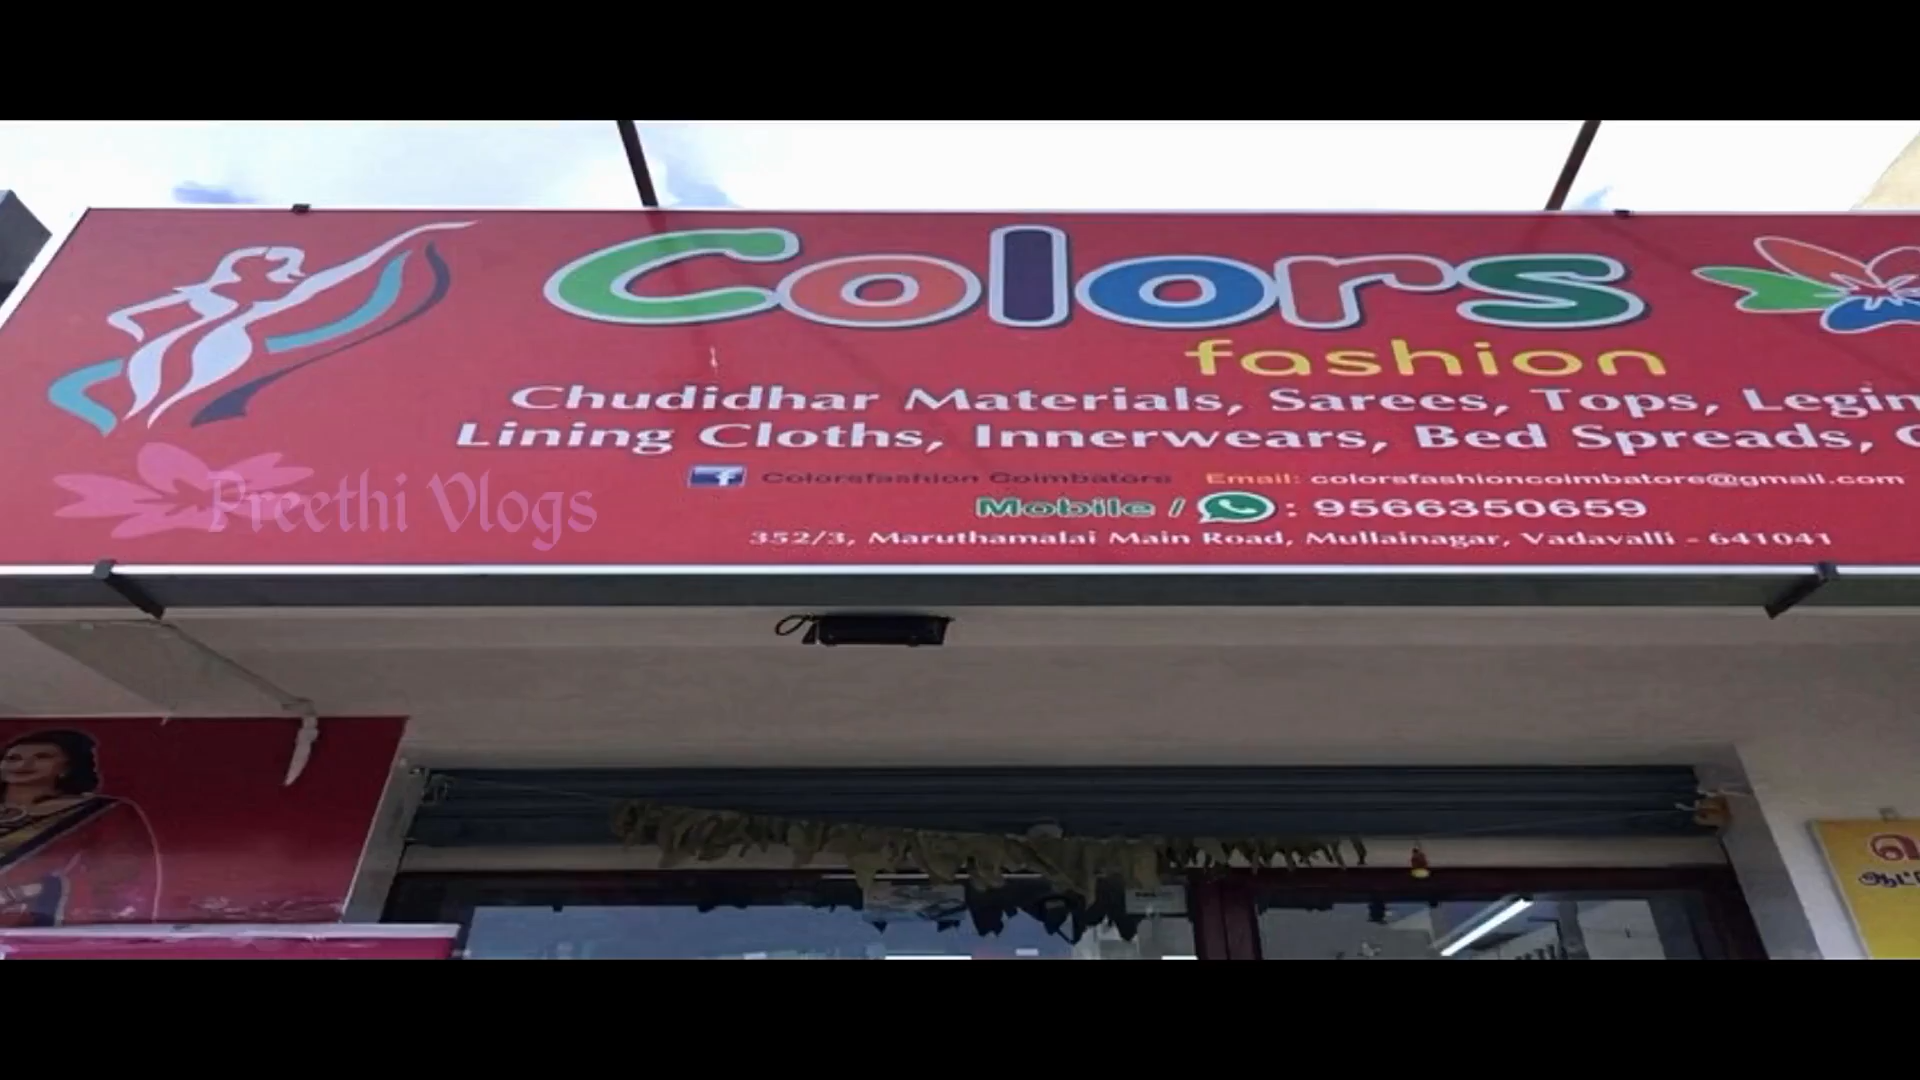 Colors
fashion
Chudidhar Materials, Sarees, Tops, Legin
Lining Cloths, Innerwears, Bed Spreads,
Colorsfashion Coimbatore Email: colorsfashioncoimbatore@gmail.com
Mobile / : 9566350659
352/3, Maruthamalai Main Road, Mullainagar, Vadavalli - 641041
Preethi Vlogs